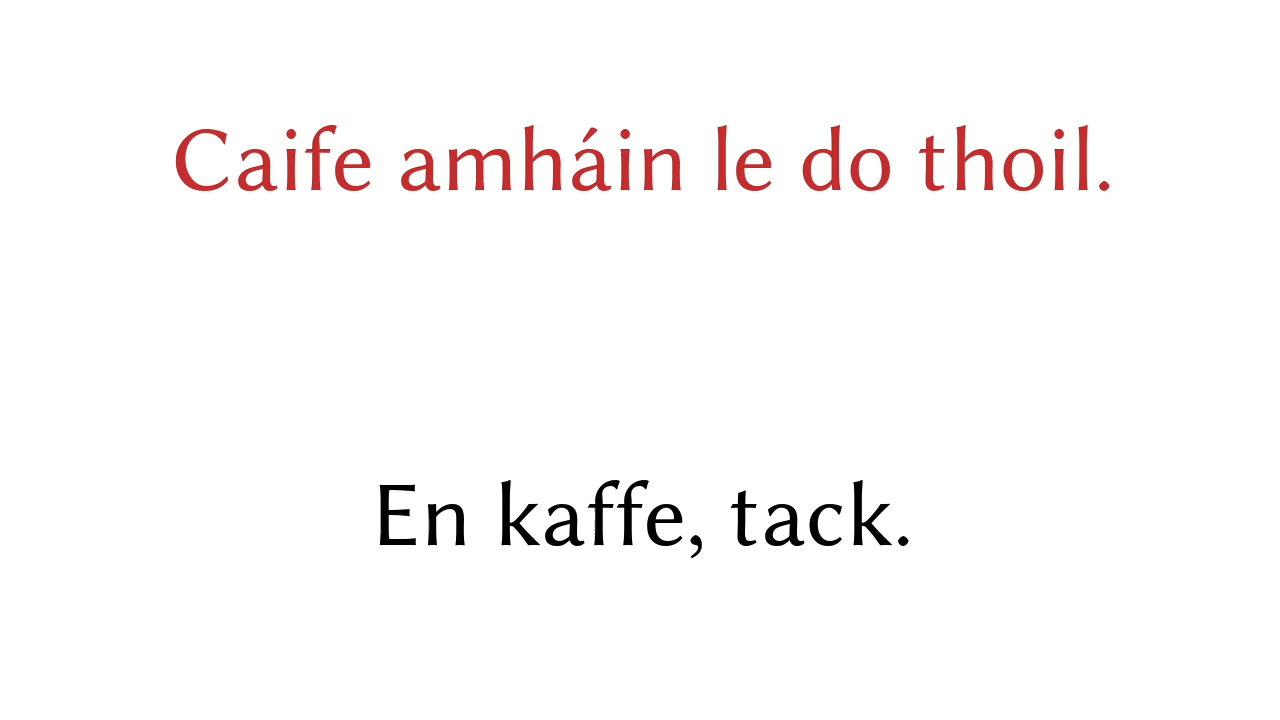 Caife amháin le do thoil.
En kaffe, tack.